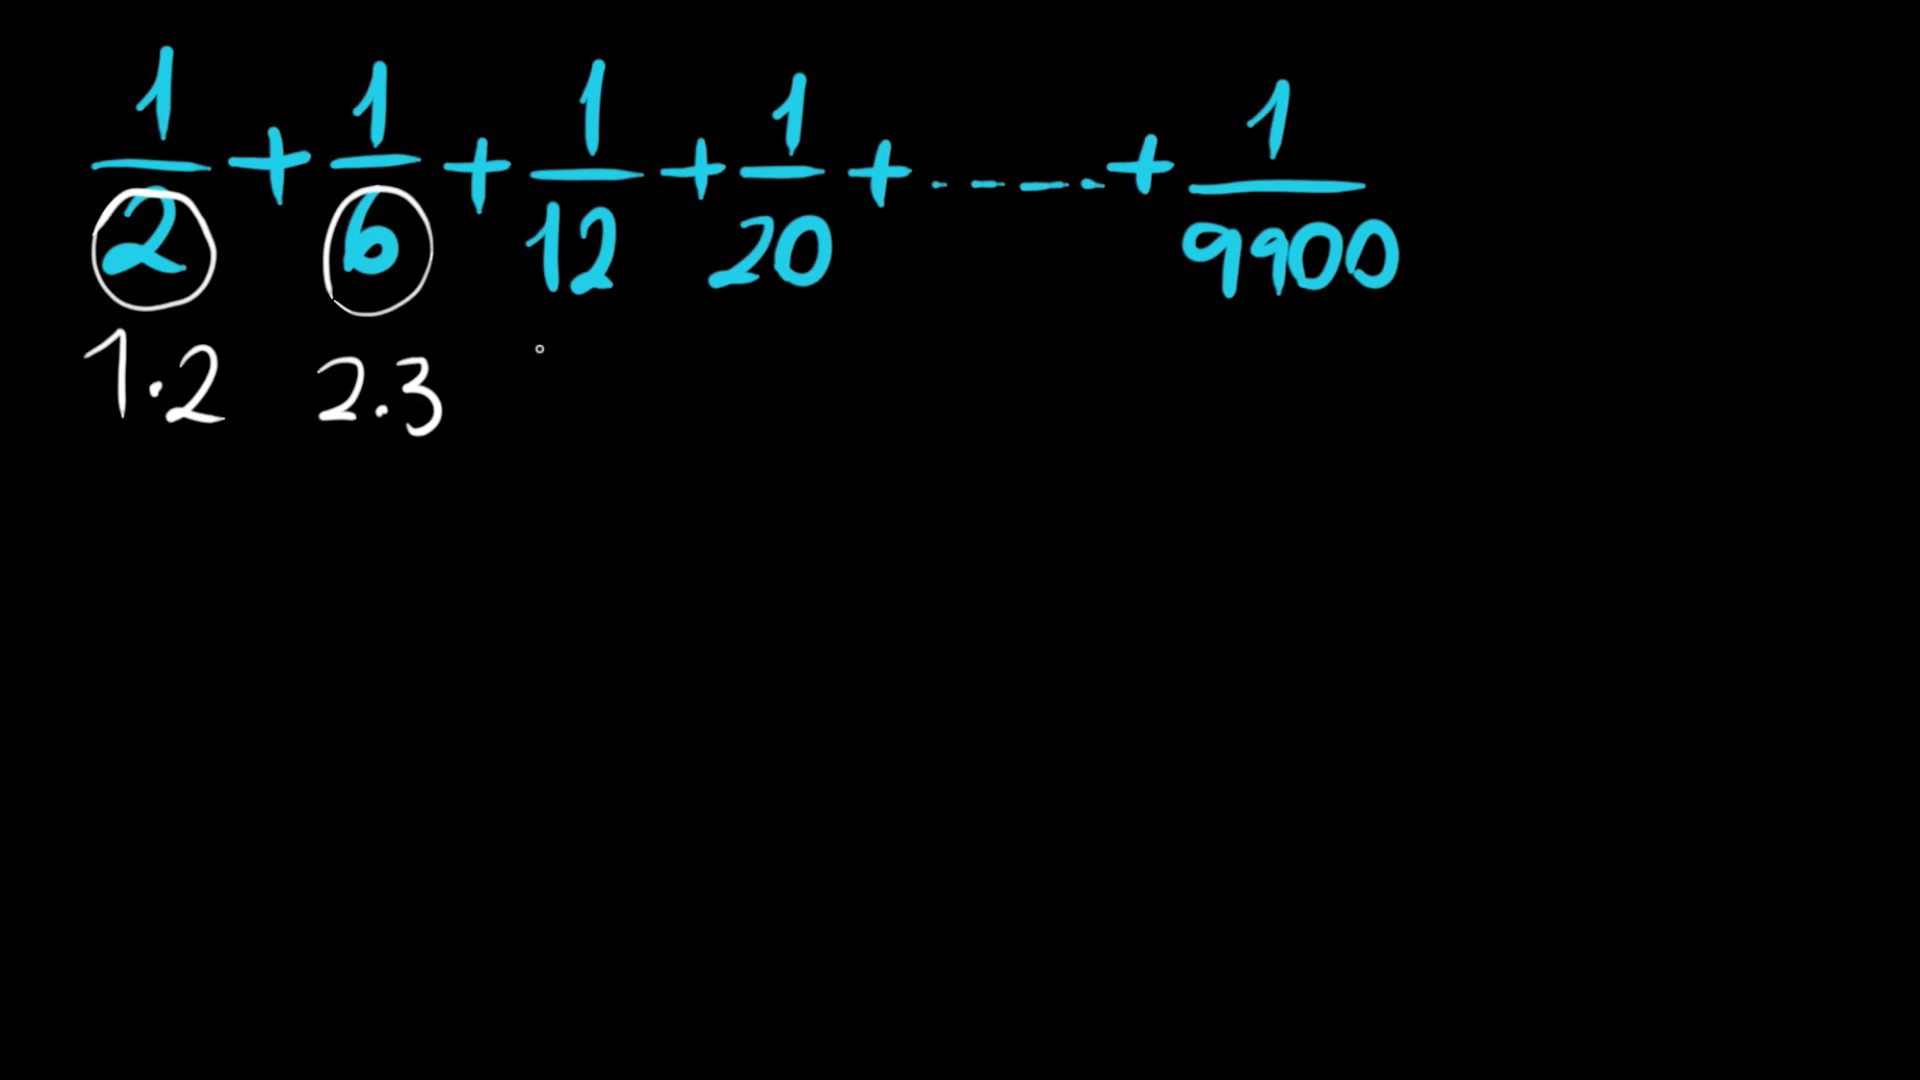 1/2 + 1/6 + 1/12 + 1/20 + ........ + 1/9900
1·2 2.3